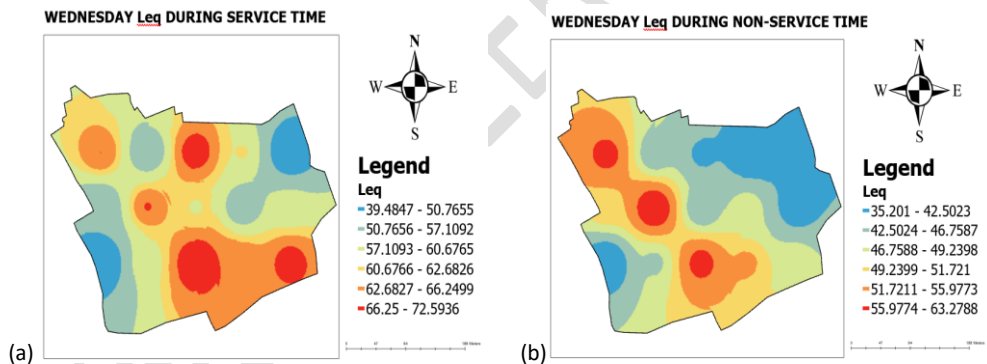 WEDNESDAY Leq DURING SERVICE TIME
N
W E
S
Legend
Leq
39.4847 - 50.7655
50.7656 - 57.1092
57.1093 - 60.6765
60.6766 - 62.6826
62.6827 - 66.2499
66.25 - 72.5936
(a)
WEDNESDAY Leq DURING NON-SERVICE TIME
N
W E
S
Legend
Leq
35.201 - 42.5023
42.5024 - 46.7587
46.7588 - 49.2398
49.2399 - 51.721
51.7211 - 55.9773
55.9774 - 63.2788
(b)